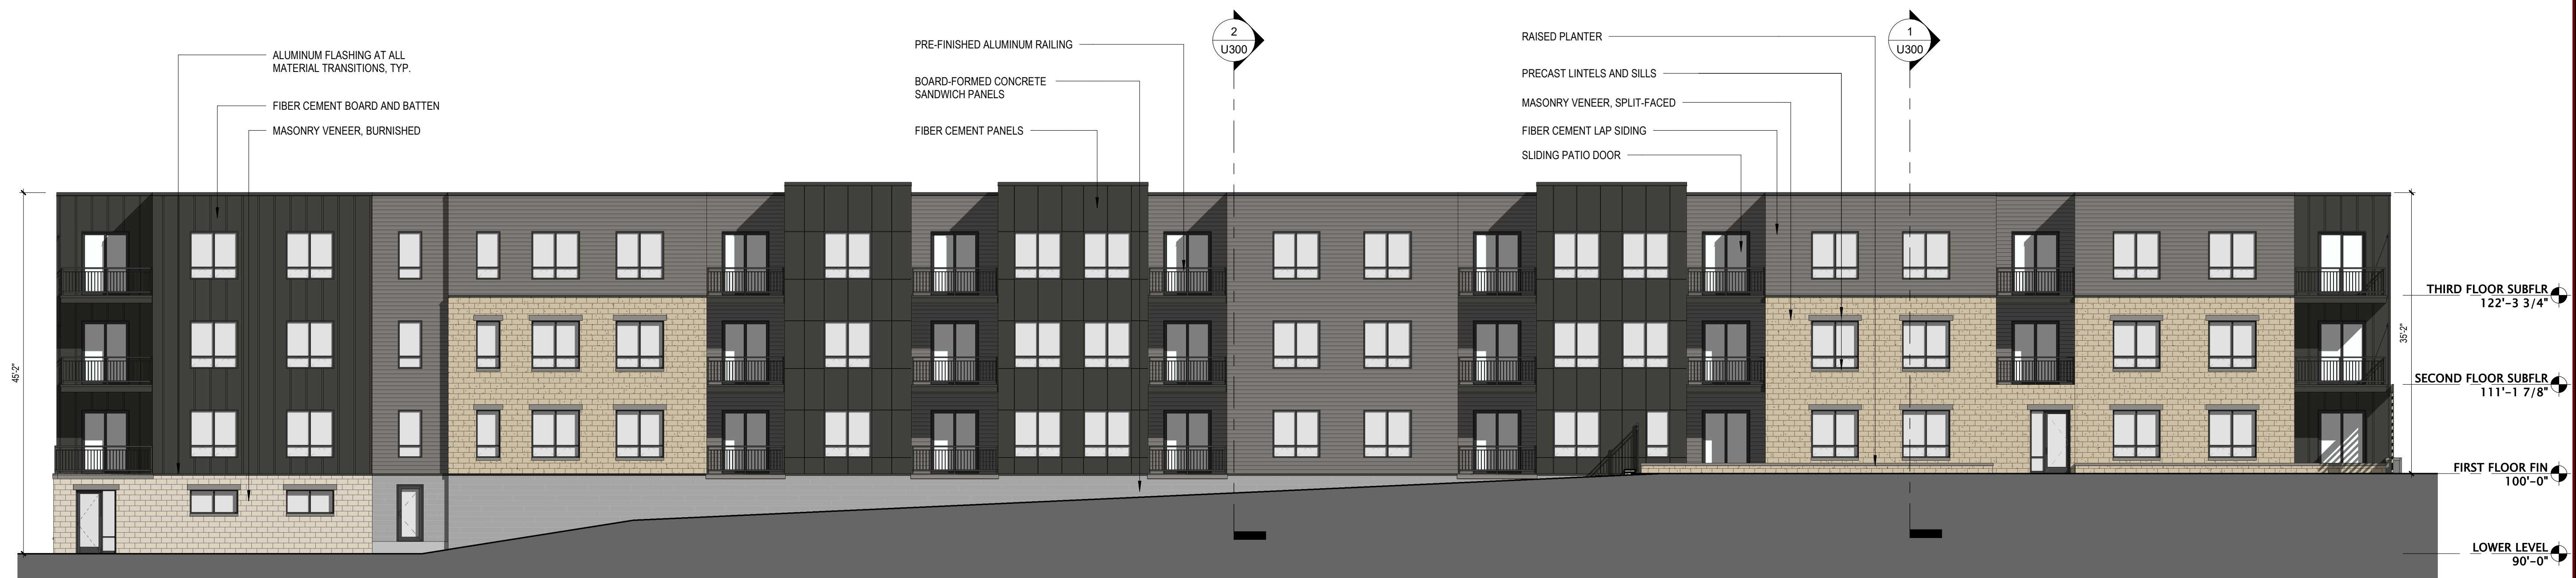 ALUMINUM FLASHING AT ALL
MATERIAL TRANSITIONS, TYP.
FIBER CEMENT BOARD AND BATTEN
MASONRY VENEER, BURNISHED
PRE-FINISHED ALUMINUM RAILING
BOARD-FORMED CONCRETE
SANDWICH PANELS
FIBER CEMENT PANELS
2
U300
RAISED PLANTER
PRECAST LINTELS AND SILLS
MASONRY VENEER, SPLIT-FACED
FIBER CEMENT LAP SIDING
SLIDING PATIO DOOR
1
U300
45'-2"
35'-2"
THIRD FLOOR SUBFLR
122'-3 3/4"
SECOND FLOOR SUBFLR
111'-1 7/8"
FIRST FLOOR FIN
100'-0"
LOWER LEVEL
90'-0"